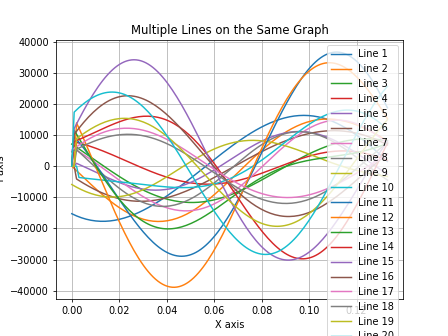 Multiple Lines on the Same Graph
40000
30000
20000
10000
0
−10000
−20000
−30000
−40000
0.00
0.02
0.04
0.06
0.08
0.10
X axis
Line 1
Line 2
Line 3
Line 4
Line 5
Line 6
Line 7
Line 8
Line 9
Line 10
Line 11
Line 12
Line 13
Line 14
Line 15
Line 16
Line 17
Line 18
Line 19
Line 20